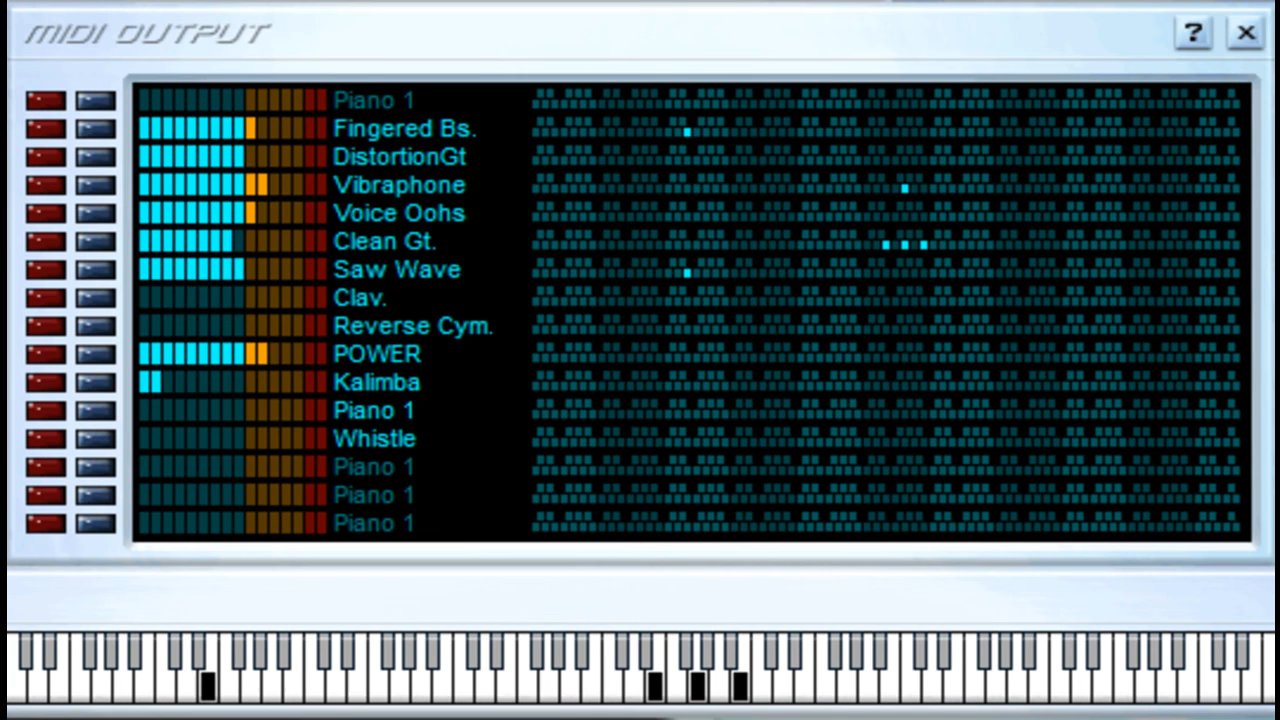 MIDI OUTPUT ? ×
Piano 1
Fingered Bs.
DistortionGt
Vibraphone
Voice Oohs
Clean Gt.
Saw Wave
Clav.
Reverse Cym.
POWER
Kalimba
Piano 1
Whistle
Piano 1
Piano 1
Piano 1